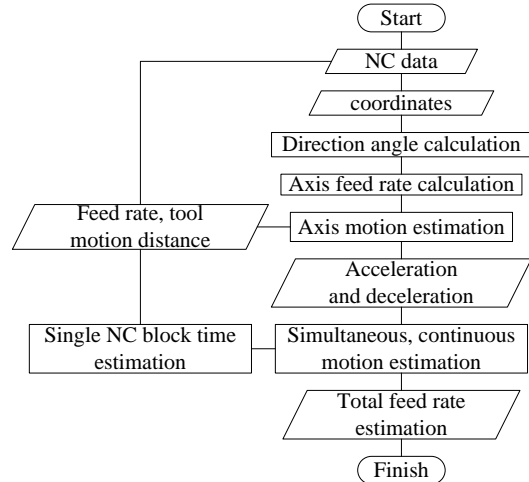 Start
NC data
coordinates
Direction angle calculation
Axis feed rate calculation
Feed rate, tool
motion distance
Axis motion estimation
Acceleration
and deceleration
Single NC block time
estimation
Simultaneous, continuous
motion estimation
Total feed rate
estimation
Finish